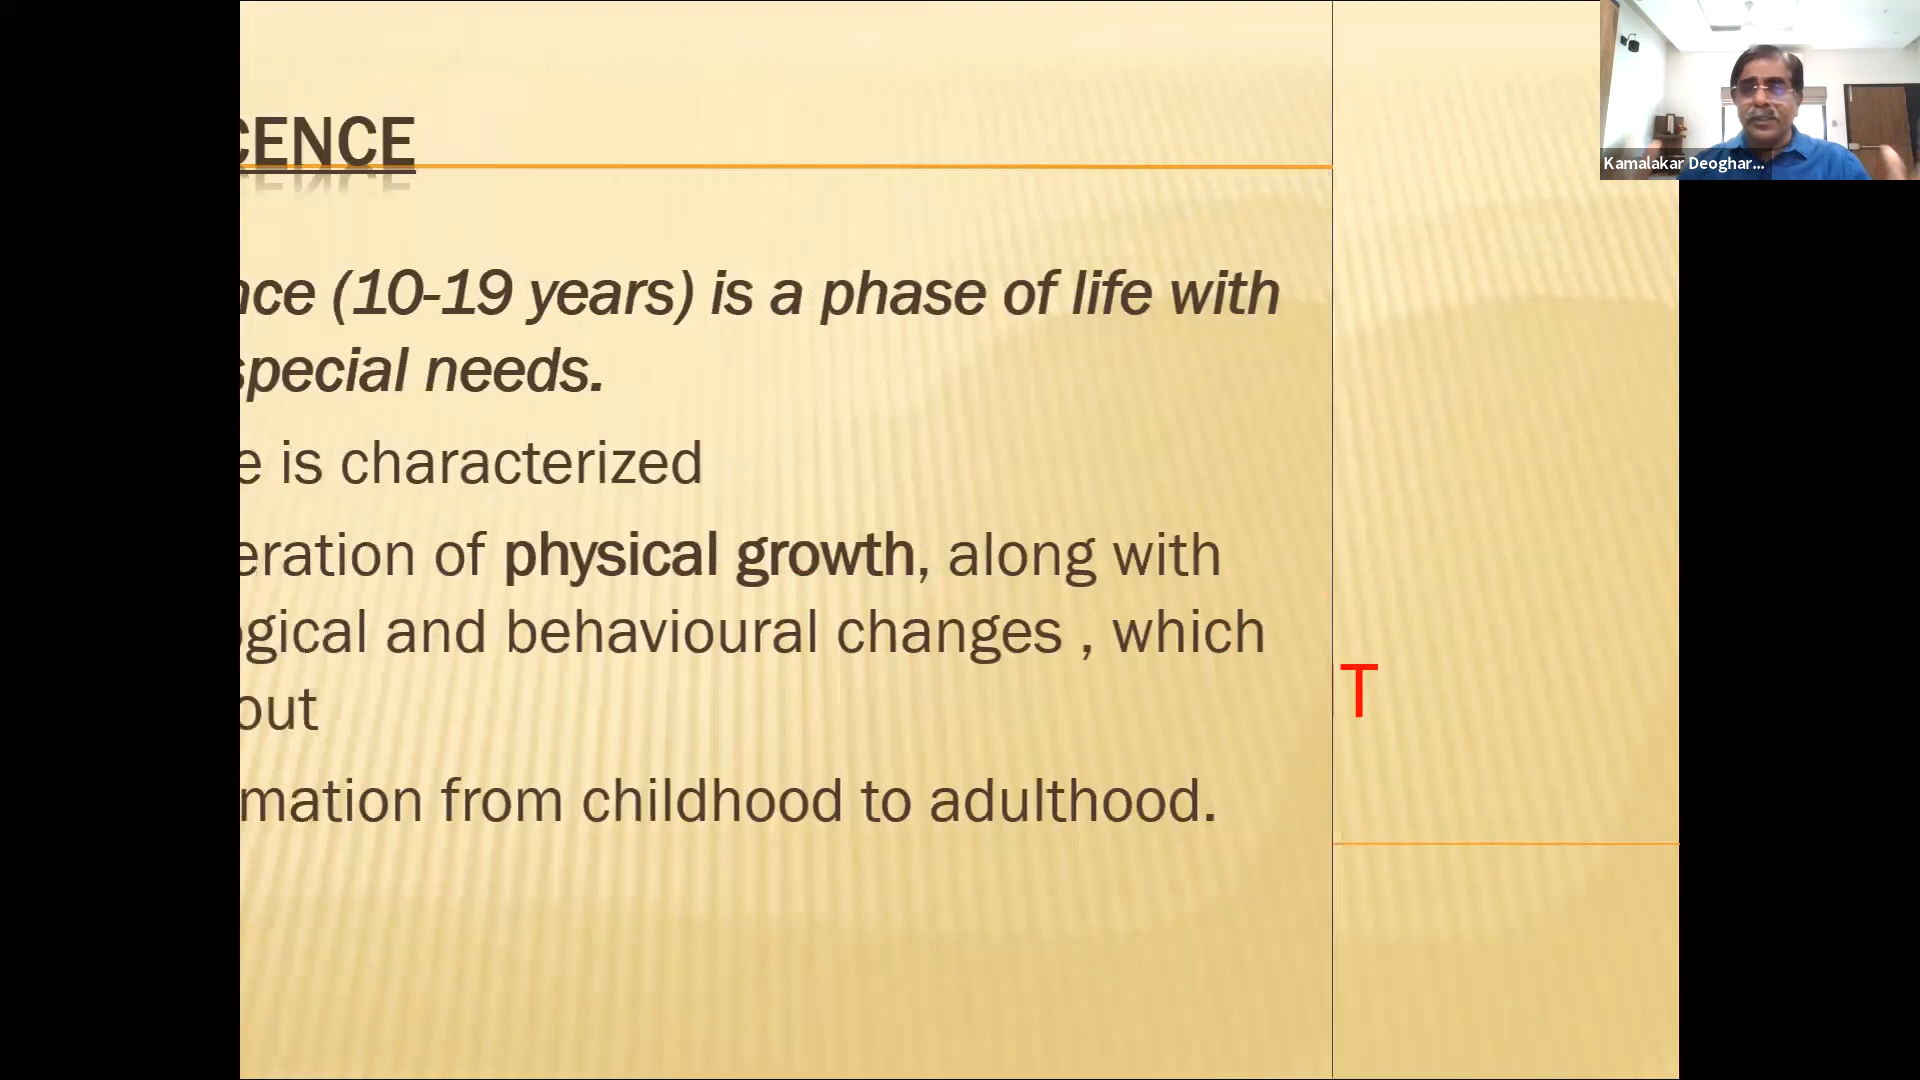 CENCE
nce (10-19 years) is a phase of life with
special needs.
e is characterized
eration of physical growth, along with
ogical and behavioural changes , which
out
mation from childhood to adulthood.
T
Kamalakar Deoghar...